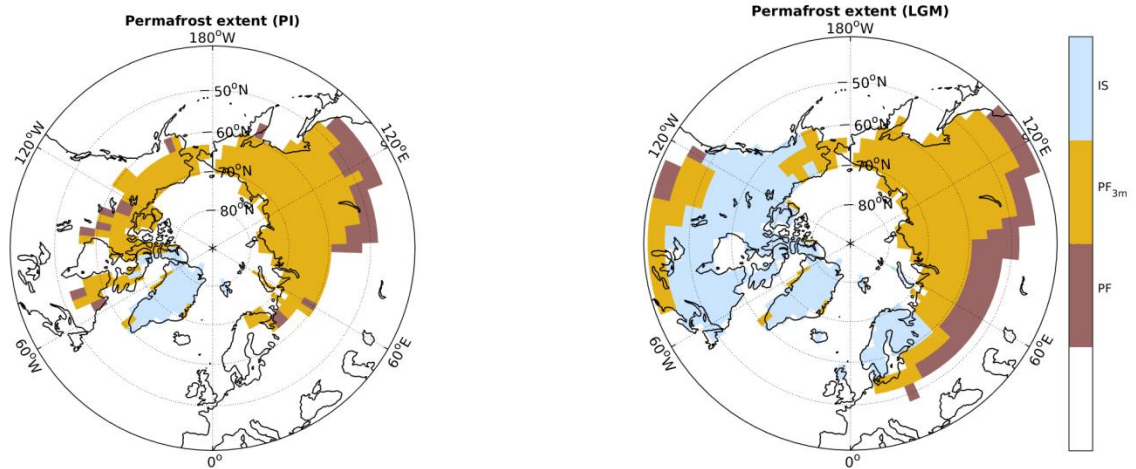 Permafrost extent (PI)
180°W
50°N
60°N
70°N
80°N
120°W
120°E
60°W
60°E
0°
Permafrost extent (LGM)
180°W
50°N
60°N
70°N
80°N
120°W
120°E
60°W
60°E
0°
IS
PF3m
PF